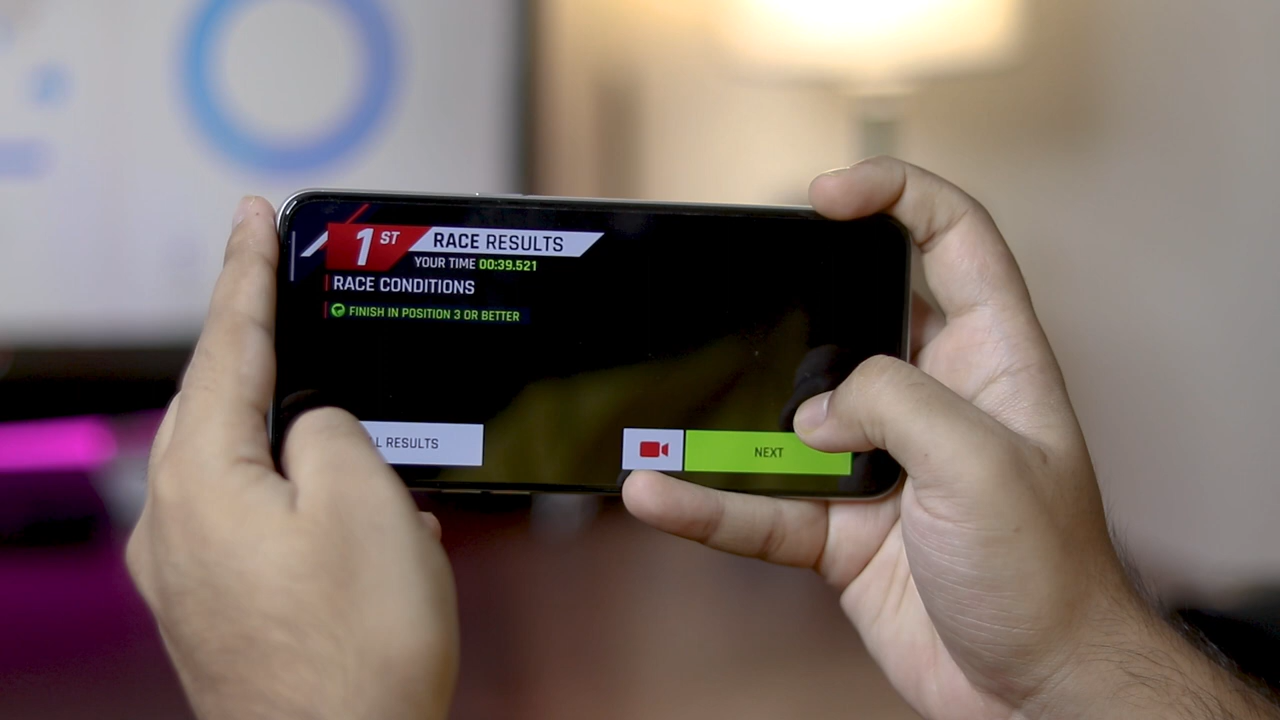 1ST RACE RESULTS
YOUR TIME 00:39.521
RACE CONDITIONS
FINISH IN POSITION 3 OR BETTER
RESULTS
NEXT